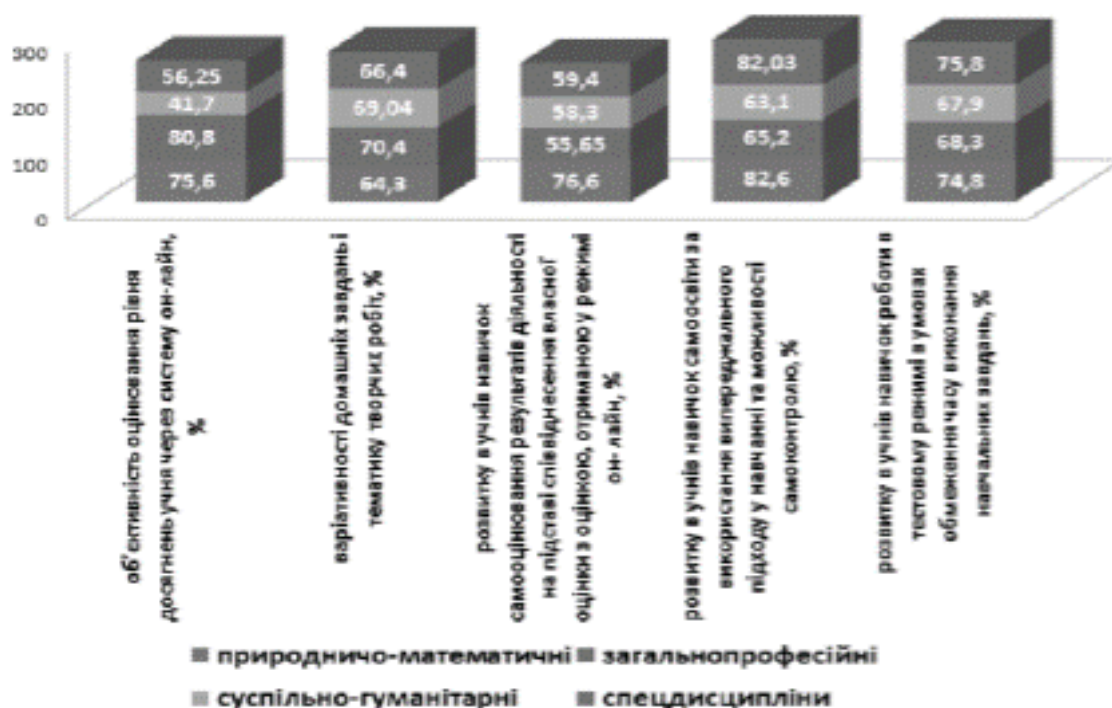 300
200
100
0
56,25
41,7
80,8
75,6
66,4
69,04
70,4
64,3
59,4
58,3
55,65
76,6
82,03
63,1
65,2
82,6
75,8
67,9
68,3
74,8
об'єктивність оцінювання рівня
досягнень учня через систему он-лайн,
%
варіативності домашніх завдань і
тематику творчих робіт, %
розвитку в учнів навичок
самооцінювання результатів діяльності
на підставі співвіднесення власної
оцінки з оцінкою, отриманою у режимі
он- лайн, %
розвитку в учнів навичок самоосвіти за
використання випереджального
підходу у навчанні та можливості
самоконтролю, %
розвитку в учнів навичок роботи в
тестовому режимі в умовах
обмеження часу виконання
навчальних завдань, %
природничо-математичні загальнопрофесійні
суспільно-гуманітарні спецдисципліни